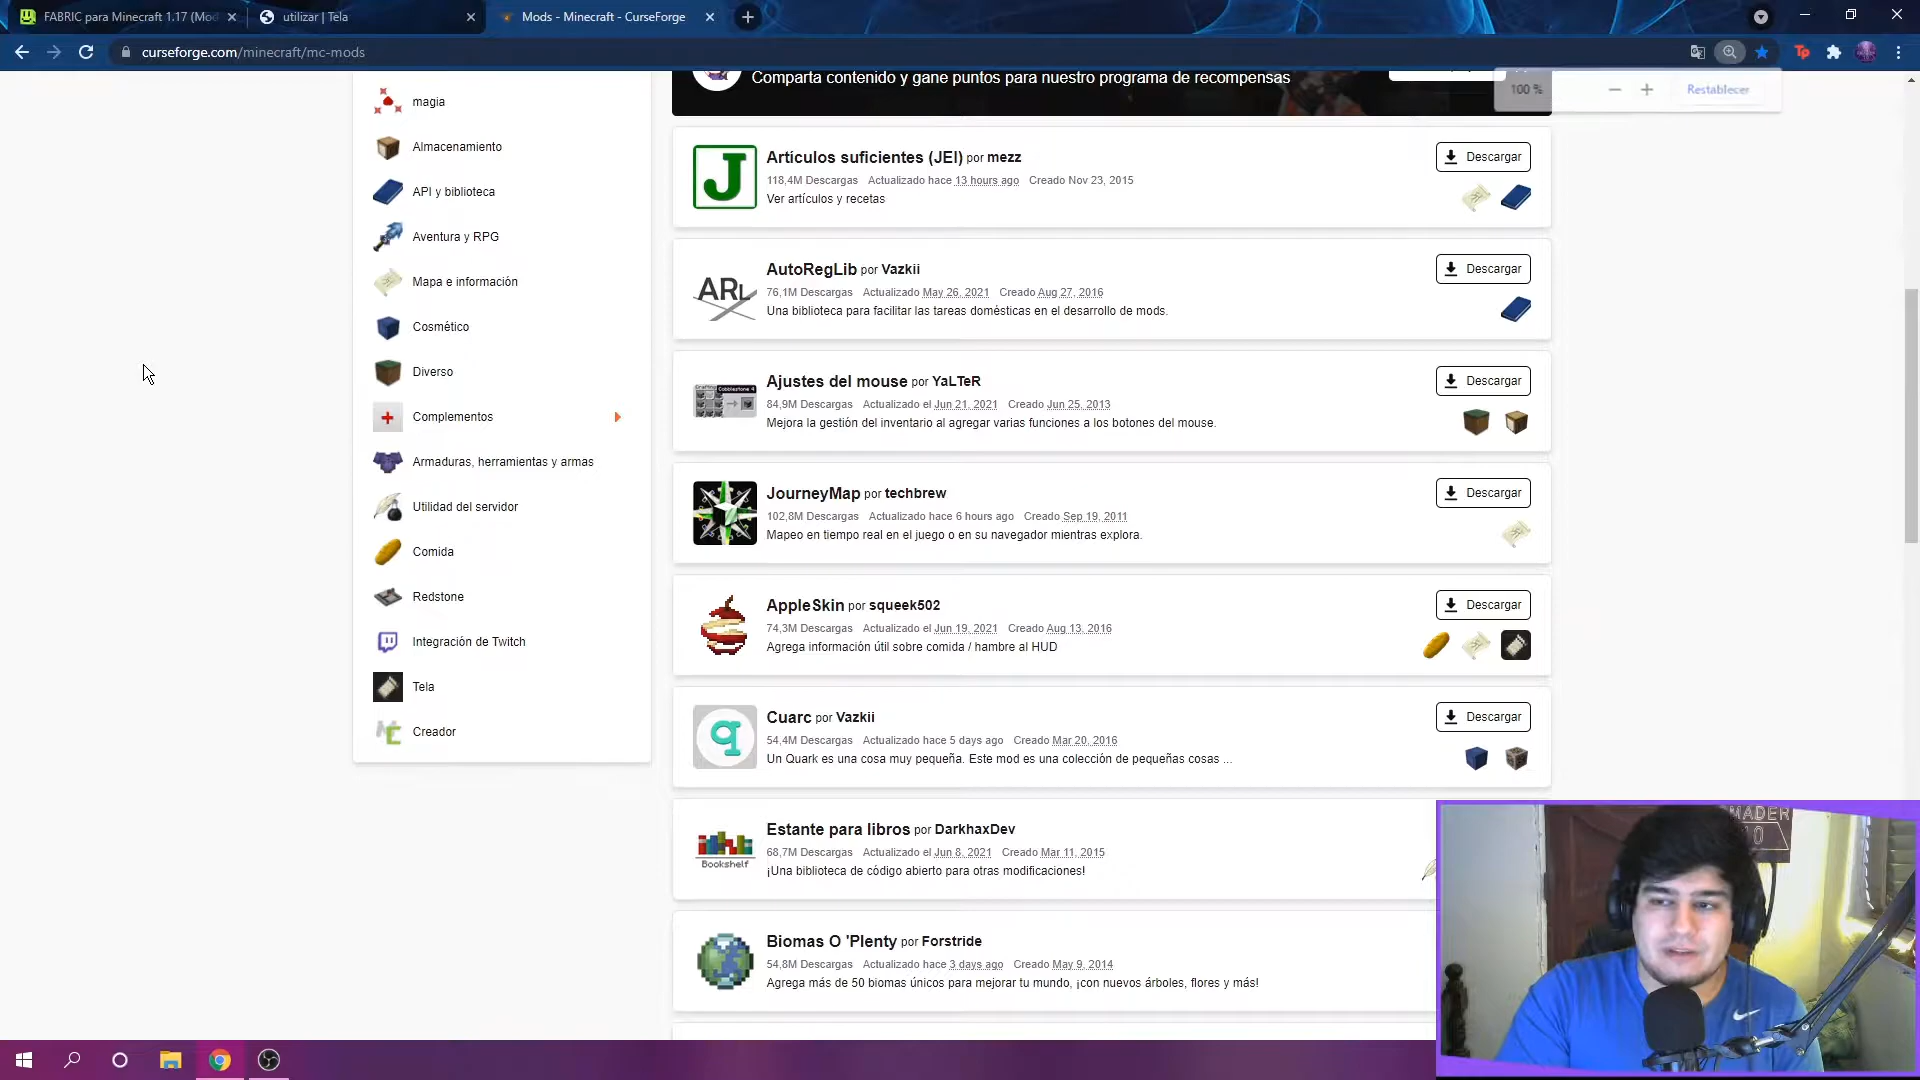 FABRIC para Minecraft 1.17 (Mod
utilizar | Tela
Mods - Minecraft - CurseForge
curseforge.com/minecraft/mc-mods
Comparta contenido y gane puntos para nuestro programa de recompensas
100 %
Restablecer
magia
Almacenamiento
API y biblioteca
Aventura y RPG
Mapa e información
Cosmético
Diverso
Complementos
Armaduras, herramientas y armas
Utilidad del servidor
Comida
Redstone
Integración de Twitch
Tela
Creador
J
Artículos suficientes (JEI) por mezz
Descargar
118,4M Descargas Actualizado hace 13 hours ago Creado Nov 23, 2015
Ver artículos y recetas
ARL
AutoRegLib por Vazkii
Descargar
76,1M Descargas Actualizado May 26, 2021 Creado Aug 27, 2016
Una biblioteca para facilitar las tareas domésticas en el desarrollo de mods.
Ajustes del mouse por YaLTeR
Descargar
84,9M Descargas Actualizado el Jun 21, 2021 Creado Jun 25, 2013
Mejora la gestión del inventario al agregar varias funciones a los botones del mouse.
JourneyMap por techbrew
Descargar
102,8M Descargas Actualizado hace 6 hours ago Creado Sep 19, 2011
Mapeo en tiempo real en el juego o en su navegador mientras explora.
AppleSkin por squeek502
Descargar
74,3M Descargas Actualizado el Jun 19, 2021 Creado Aug 13, 2016
Agrega información útil sobre comida / hambre al HUD
q
Cuarc por Vazkii
Descargar
54,4M Descargas Actualizado hace 5 days ago Creado Mar 20, 2016
Un Quark es una cosa muy pequeña. Este mod es una colección de pequeñas cosas ...
Bookshelf
Estante para libros por DarkhaxDev
68,7M Descargas Actualizado el Jun 8, 2021 Creado Mar 11, 2015
¡Una biblioteca de código abierto para otras modificaciones!
Biomas O 'Plenty por Forstride
54,8M Descargas Actualizado hace 3 days ago Creado May 9, 2014
Agrega más de 50 biomas únicos para mejorar tu mundo, ¡con nuevos árboles, flores y más!
MADER